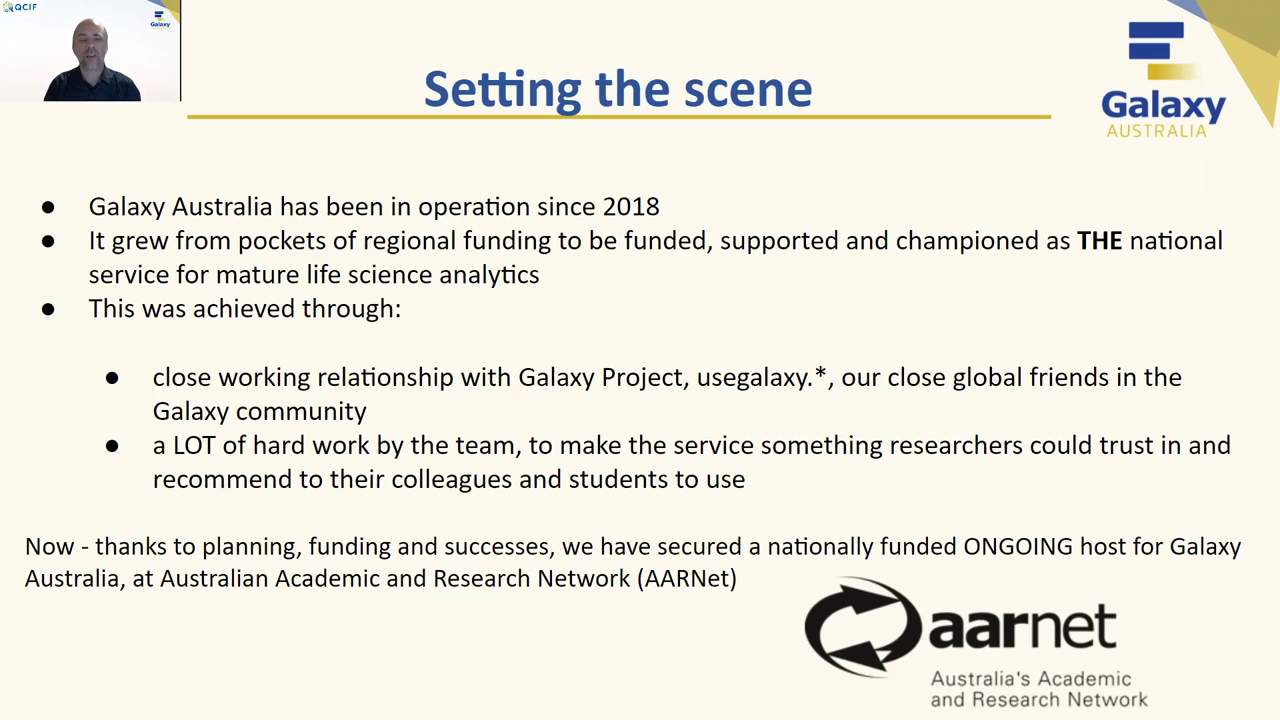 QCIF
Galaxy
Setting the scene
Galaxy
AUSTRALIA
● Galaxy Australia has been in operation since 2018
● It grew from pockets of regional funding to be funded, supported and championed as THE national
service for mature life science analytics
● This was achieved through:
● close working relationship with Galaxy Project, usegalaxy.*, our close global friends in the
Galaxy community
● a LOT of hard work by the team, to make the service something researchers could trust in and
recommend to their colleagues and students to use
Now - thanks to planning, funding and successes, we have secured a nationally funded ONGOING host for Galaxy
Australia, at Australian Academic and Research Network (AARNet)
aarnet
Australia's Academic
and Research Network